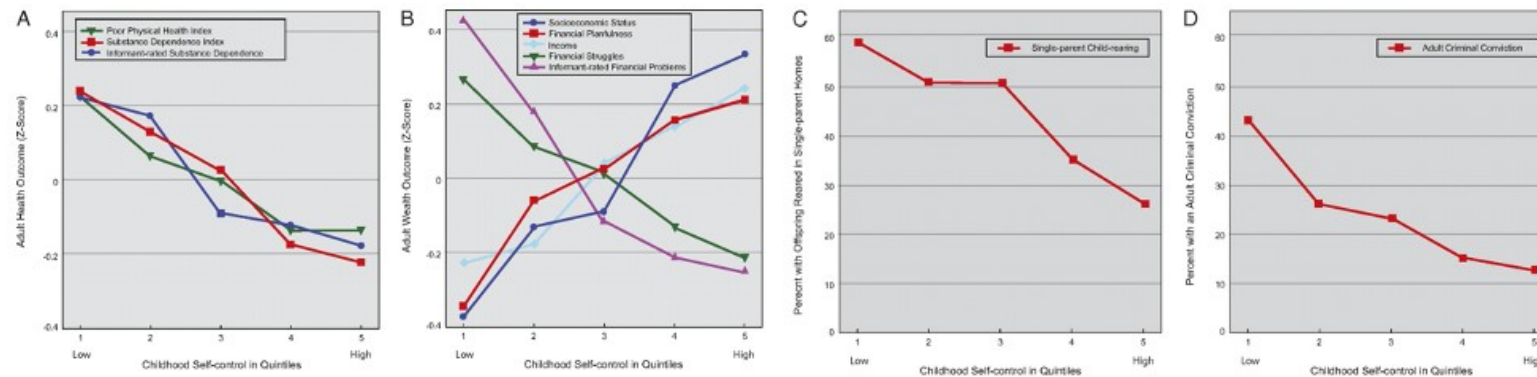 A
Poor Physical Health Index
Substance Dependence Index
Informant-rated Substance Dependence
0.4
0.2
0
-0.2
-0.4
Adult Health Outcome (Z-Score)
1 2 3 4 5
Low High
Childhood Self-control in Quintiles
B
Socioeconomic Status
Financial Planfulness
Income
Financial Struggles
Informant-rated Financial Problems
0.4
0.2
0
-0.2
-0.4
Adult Wealth Outcome (Z-Score)
1 2 3 4 5
Low High
Childhood Self-control in Quintiles
C
Single-parent Child-rearing
60
50
40
30
20
10
0
Perecnt with Offspring Reared in Single-parent Homes
1 2 3 4 5
Low High
Childhood Self-control in Quintiles
D
Adult Criminal Conviction
60
50
40
30
20
10
0
Percent with an Adult Criminal Conviction
1 2 3 4 5
Low Hig
Childhood Self-control in Quintiles